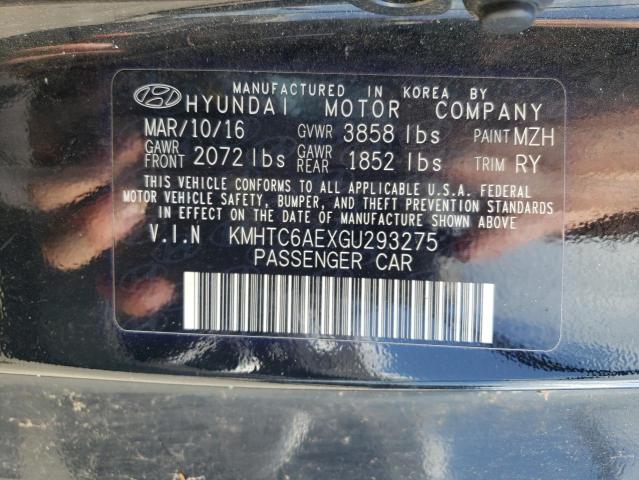 MANUFACTURED IN KOREA BY
HYUNDAI MOTOR COMPANY
MAR/10/16 GVWR 3858 lbs PAINT MZH
GAWR FRONT 2072 lbs GAWR REAR 1852 lbs TRIM RY
THIS VEHICLE CONFORMS TO ALL APPLICABLE U.S.A. FEDERAL
MOTOR VEHICLE SAFETY, BUMPER, AND THEFT PREVENTION STANDARDS
IN EFFECT ON THE DATE OF MANUFACTURE SHOWN ABOVE
V.I.N KMHTC6AEXGU293275
PASSENGER CAR